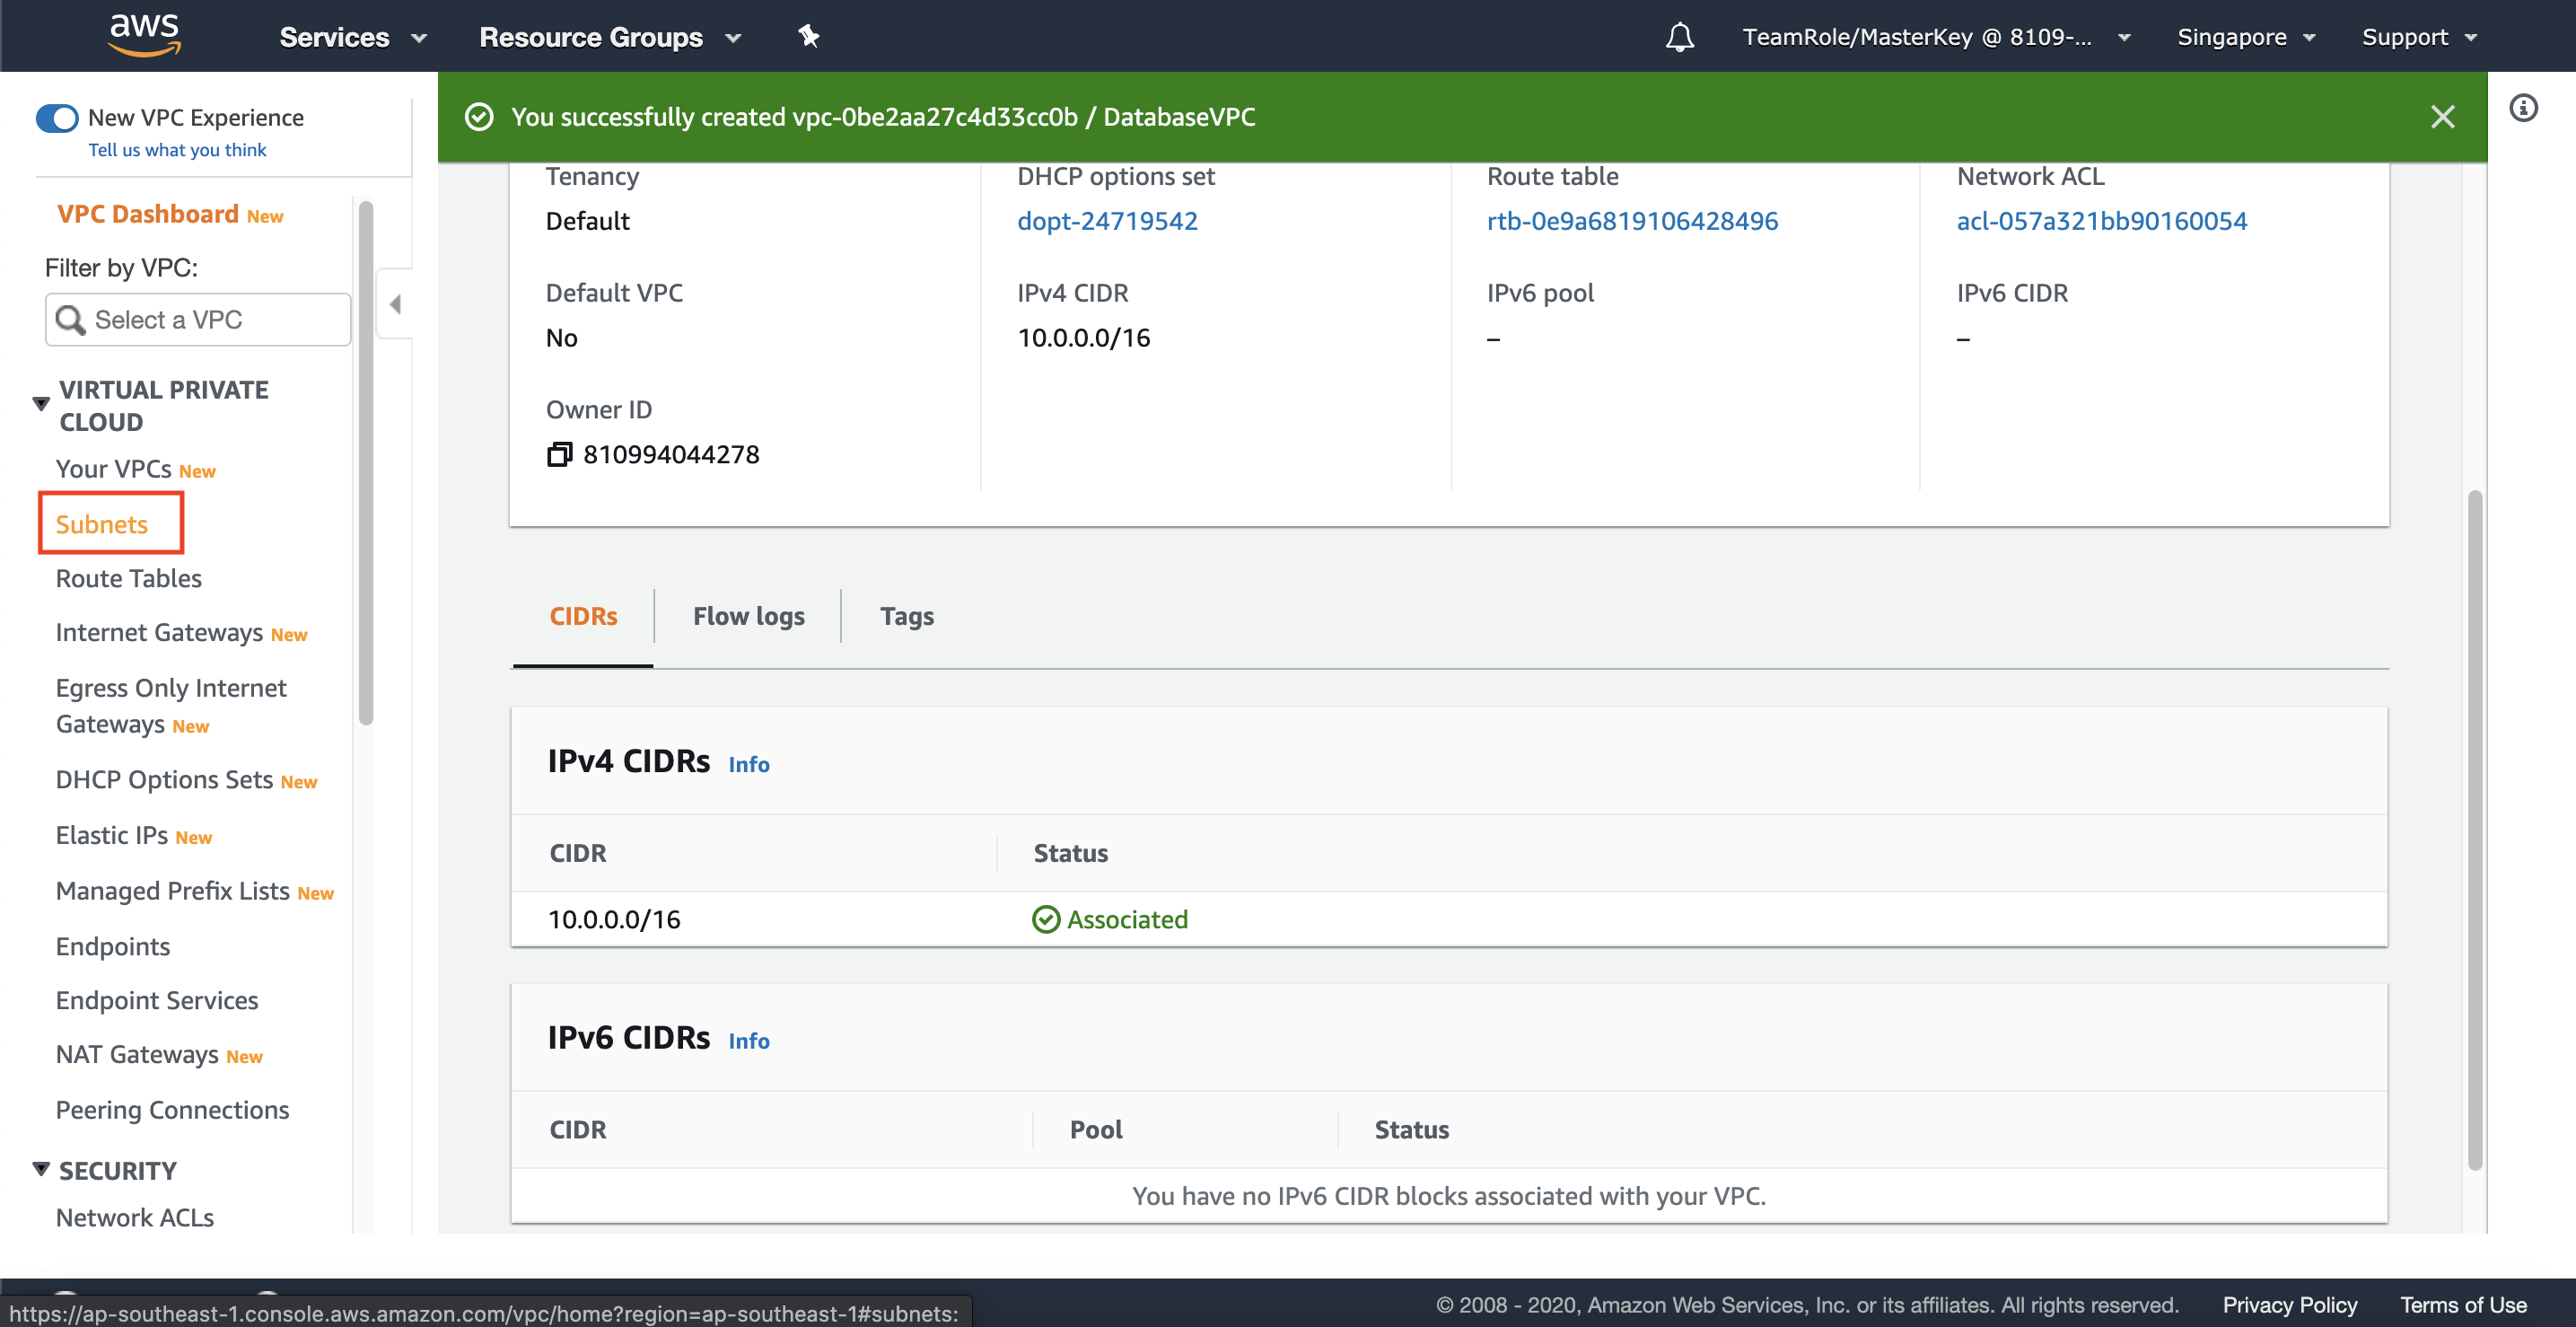 aws
Services
Resource Groups
TeamRole/MasterKey @ 8109-...
Singapore
Support
New VPC Experience
Tell us what you think
You successfully created vpc-0be2aa27c4d33cc0b / DatabaseVPC
VPC Dashboard New
Filter by VPC:
Select a VPC
VIRTUAL PRIVATE
CLOUD
Your VPCs New
Subnets
Route Tables
Internet Gateways New
Egress Only Internet
Gateways New
DHCP Options Sets New
Elastic IPs New
Managed Prefix Lists New
Endpoints
Endpoint Services
NAT Gateways New
Peering Connections
SECURITY
Network ACLs
Tenancy
Default
DHCP options set
dopt-24719542
Route table
rtb-0e9a6819106428496
Network ACL
acl-057a321bb90160054
Default VPC
No
IPv4 CIDR
10.0.0.0/16
IPv6 pool
–
IPv6 CIDR
–
Owner ID
810994044278
CIDRs
Flow logs
Tags
IPv4 CIDRs Info
CIDR
Status
10.0.0.0/16
Associated
IPv6 CIDRs Info
CIDR
Pool
Status
You have no IPv6 CIDR blocks associated with your VPC.
https://ap-southeast-1.console.aws.amazon.com/vpc/home?region=ap-southeast-1#subnets:
© 2008 - 2020, Amazon Web Services, Inc. or its affiliates. All rights reserved.
Privacy Policy
Terms of Use